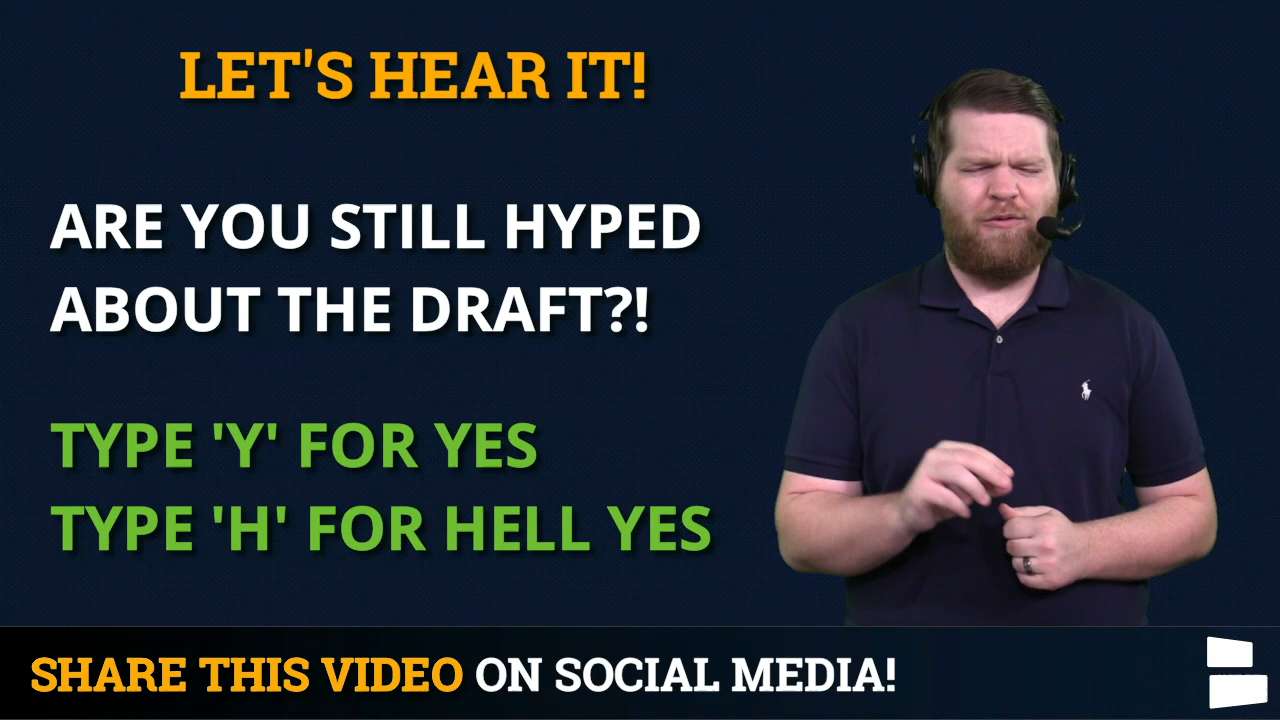 LET'S HEAR IT!
ARE YOU STILL HYPED
ABOUT THE DRAFT?!
TYPE 'Y' FOR YES
TYPE 'H' FOR HELL YES
SHARE THIS VIDEO ON SOCIAL MEDIA!